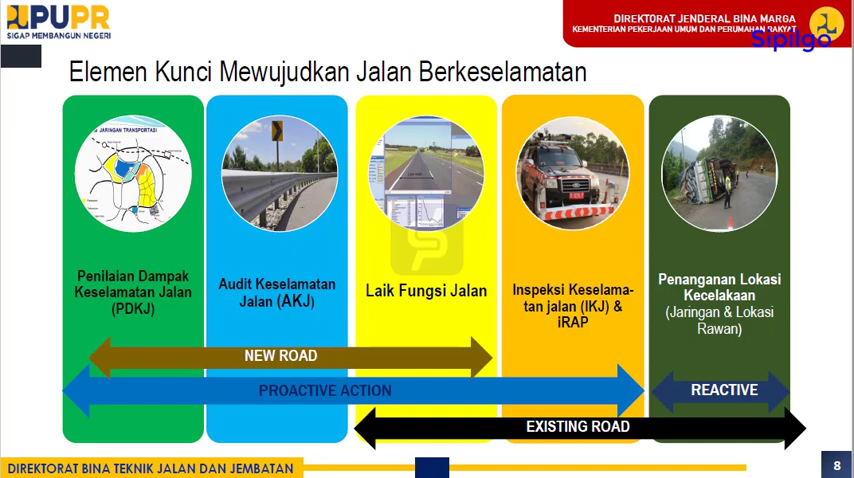 PUPR
SIGAP MEMBANGUN NEGERI
DIREKTORAT JENDERAL BINA MARGA
KEMENTERIAN PEKERJAAN UMUM DAN PERUMAHAN RAKYAT
Sipilgo
Elemen Kunci Mewujudkan Jalan Berkeselamatan
JARINGAN TRANSPORTASI
Penilaian Dampak
Keselamatan Jalan
(PDKJ)
Audit Keselamatan
Jalan (AKJ)
Laik Fungsi Jalan
Inspeksi Keselama-
tan jalan (IKJ) &
iRAP
Penanganan Lokasi
Kecelakaan
(Jaringan & Lokasi
Rawan)
NEW ROAD
PROACTIVE ACTION
REACTIVE
EXISTING ROAD
DIREKTORAT BINA TEKNIK JALAN DAN JEMBATAN
8